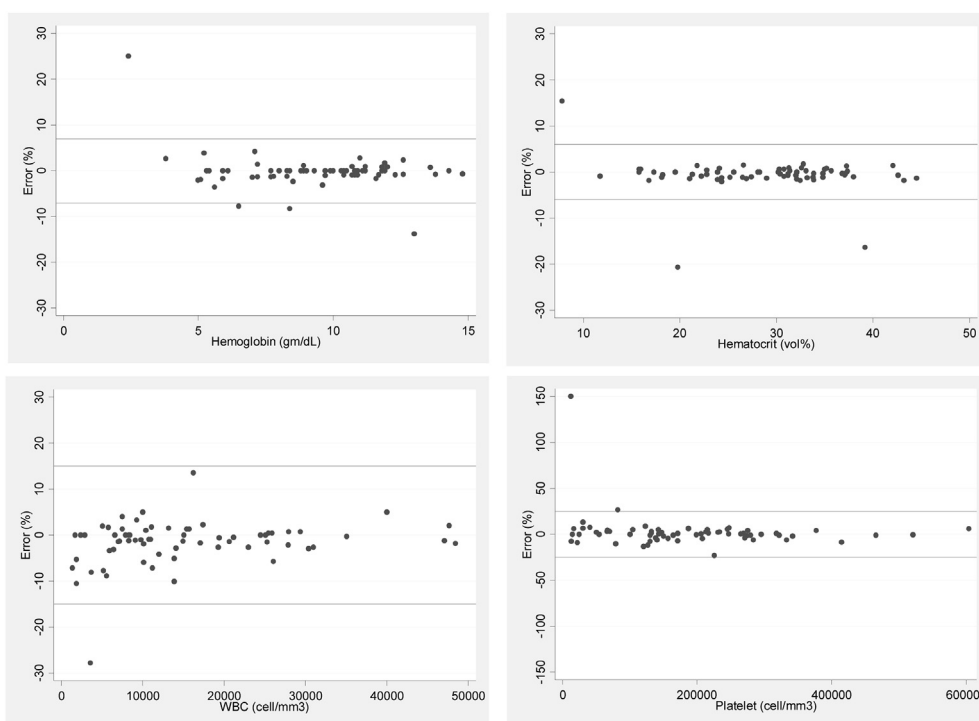 30
20
10
0
-10
-20
-30
Error (%)
0 5 10 15
Hemoglobin (gm/dL)
30
20
10
0
-10
-20
-30
Error (%)
10 20 30 40 50
Hematocrit (vol%)
30
20
10
0
-10
-20
-30
Error (%)
0 10000 20000 30000 40000 50000
WBC (cell/mm3)
150
100
50
0
-50
-100
-150
Error (%)
0 200000 400000 60000
Platelet (cell/mm3)